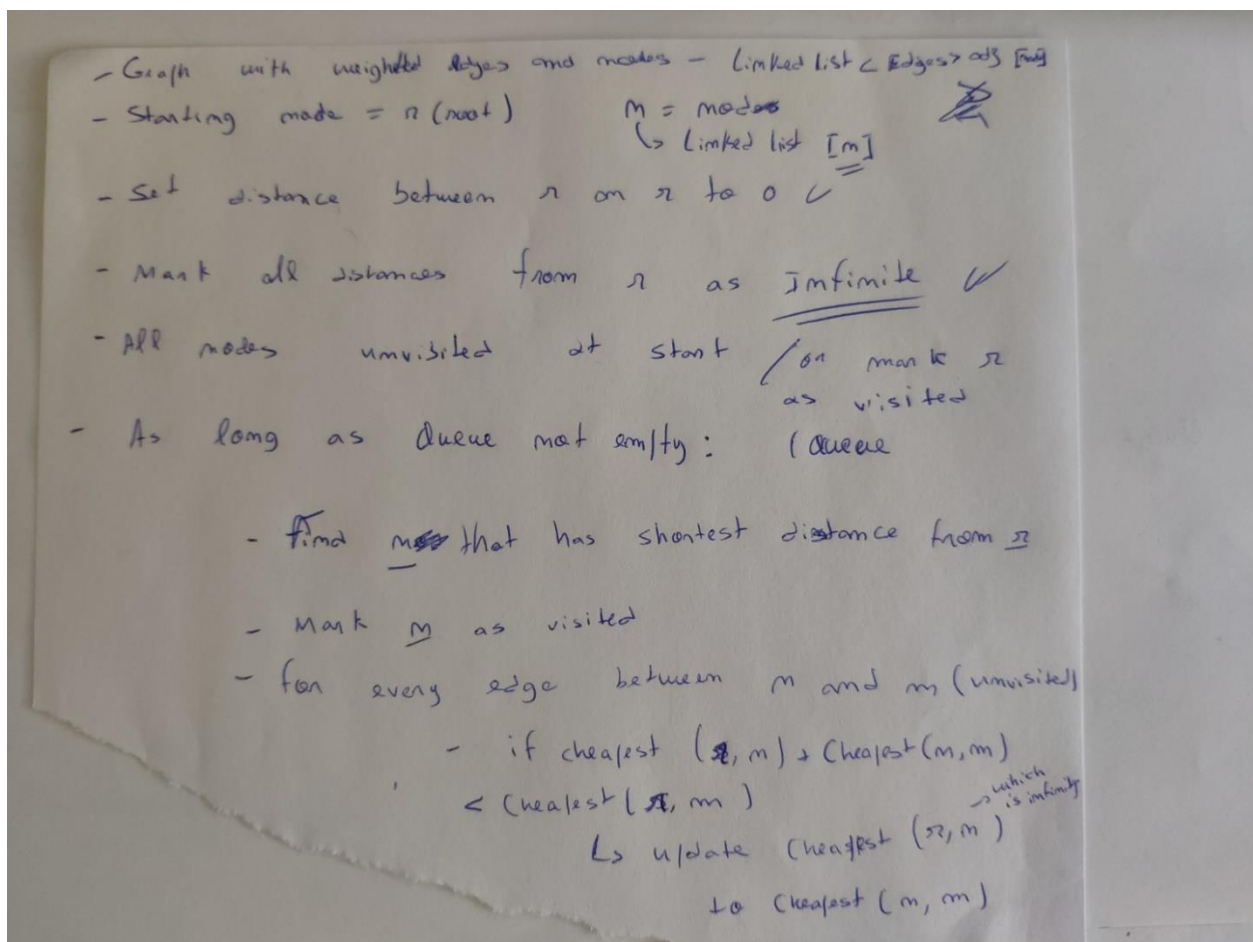 - Graph with weighted edges and nodes - Linked list < Edges> adj []
- Starting node = r (root) n = nodes
↳ Linked list [n]
- Set distance between r on r to 0 ✓
- Mark all distances from r as Infinite ✓
- All nodes unvisited at start / or mark r
as visited
- As long as Queue not empty: ( Queue
- Find n that has shortest distance from r
- Mark n as visited
- for every edge between n and m (unvisited)
- if cheapest (r, n) + Cheapest (n, m)
< Cheapest (r, m)
→ which is infinity
↳ update Cheapest (r, m)
to Cheapest (n, m)